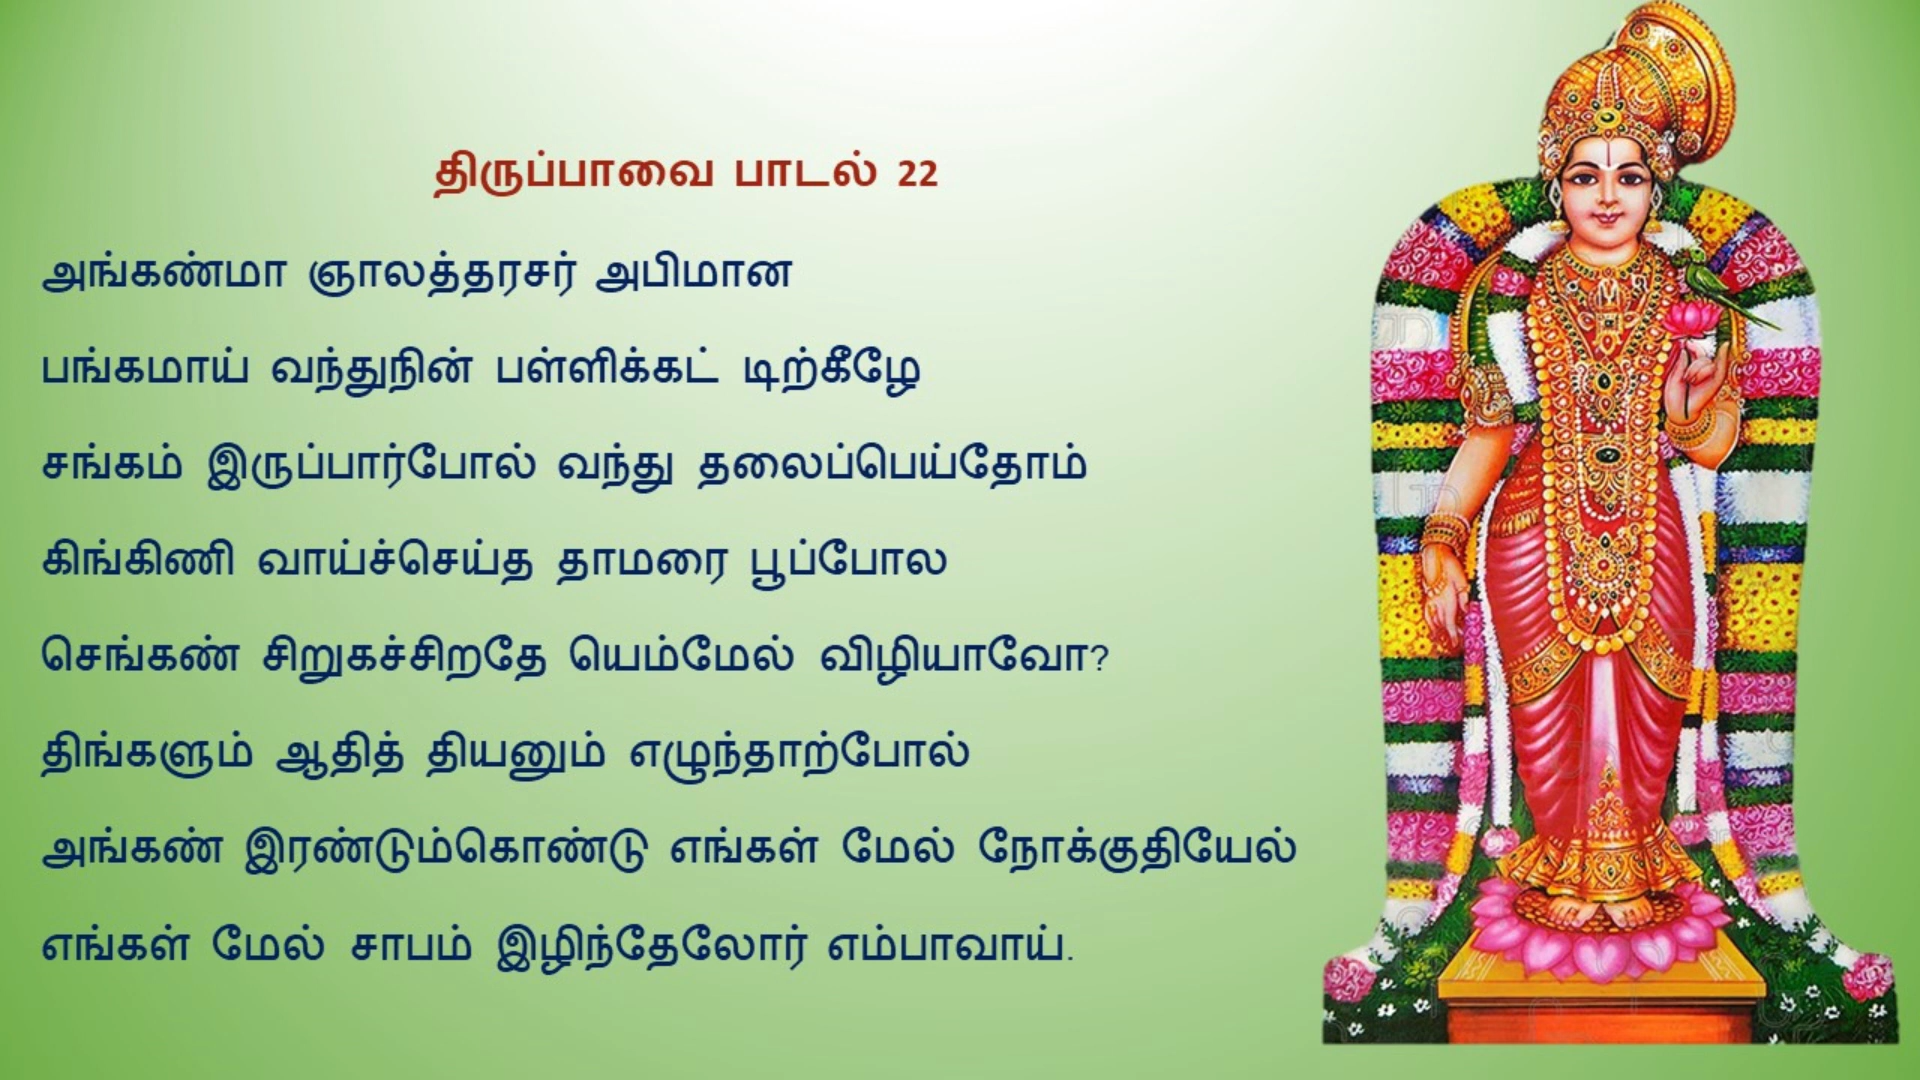 திருப்பாவை பாடல் 22
அங்கண்மா ஞாலத்தரசர் அபிமான
பங்கமாய் வந்துநின் பள்ளிக்கட் டிற்கீழே
சங்கம் இருப்பார்போல் வந்து தலைப்பெய்தோம்
கிங்கிணி வாய்ச்செய்த தாமரை பூப்போல
செங்கண் சிறுகச்சிறதே யெம்மேல் விழியாவோ?
திங்களும் ஆதித் தியனும் எழுந்தாற்போல்
அங்கண் இரண்டும்கொண்டு எங்கள் மேல் நோக்குதியேல்
எங்கள் மேல் சாபம் இழிந்தேலோர் எம்பாவாய்.